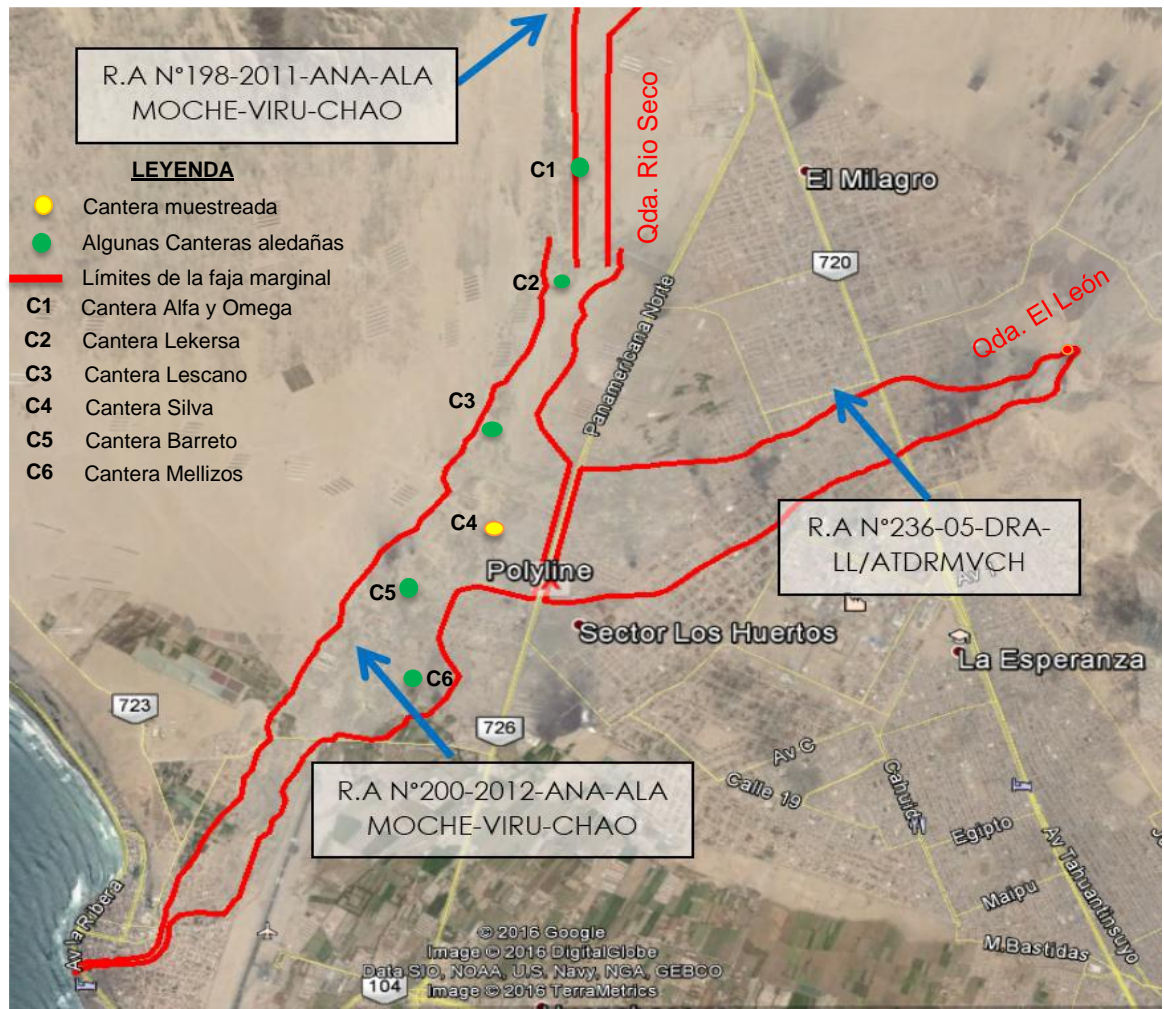 R.A N°198-2011-ANA-ALA
MOCHE-VIRU-CHAO
LEYENDA
Cantera muestreada
Algunas Canteras aledañas
Límites de la faja marginal
C1 Cantera Alfa y Omega
C2 Cantera Lekersa
C3 Cantera Lescano
C4 Cantera Silva
C5 Cantera Barreto
C6 Cantera Mellizos
C1
Qda. Rio Seco
El Milagro
C2
720
Panamericana Norte
Qda. El León
C3
C4
R.A N°236-05-DRA-
LL/ATDRMVCH
Polyline
C5
Sector Los Huertos
La Esperanza
C6
723
726
Av C
Calle 19
R.A N°200-2012-ANA-ALA
MOCHE-VIRU-CHAO
Cahuid
Egipto
Av Tahuantinsuyo
Maipu
M.Bastidas
Av la Ribera
© 2016 Google
Image © 2016 DigitalGlobe
Data SIO, NOAA, U.S. Navy, NGA, GEBCO
Image © 2016 TerraMetrics
104